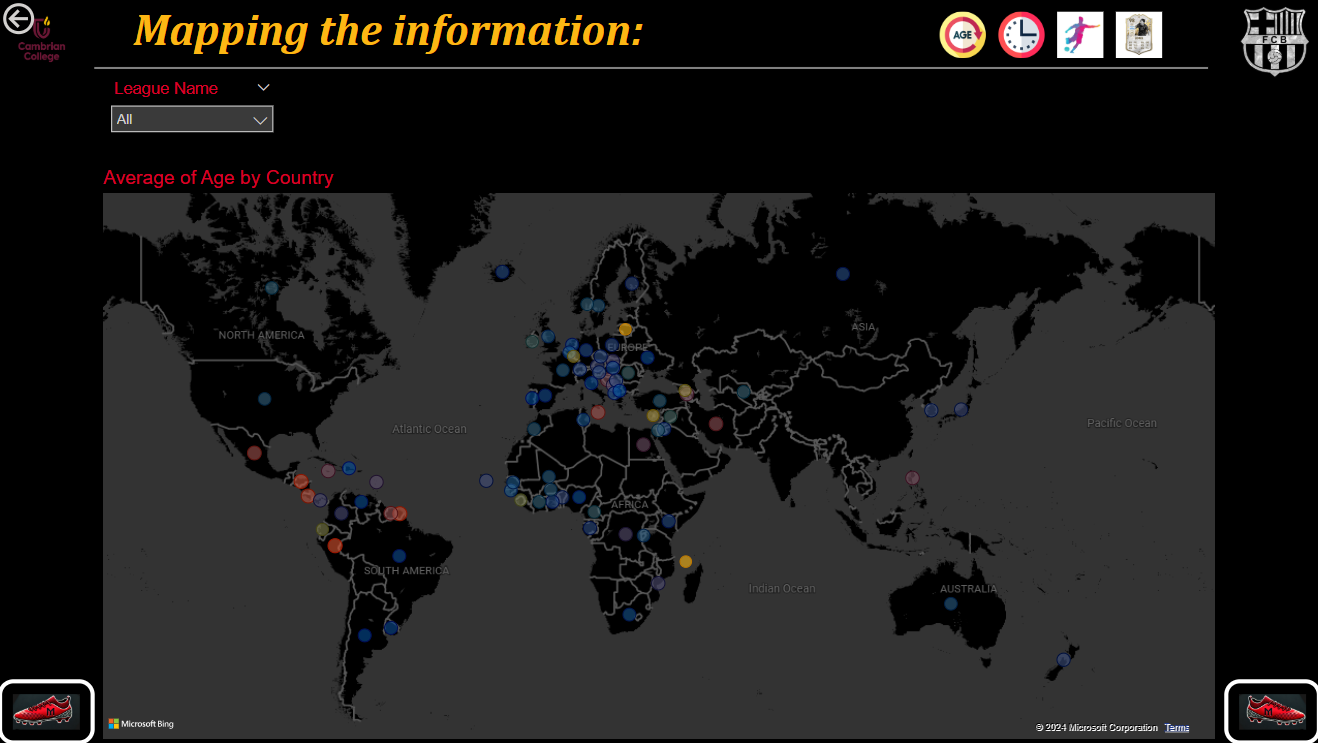 Cambrian
College
Mapping the information:
AGE
FCB
League Name
All
Average of Age by Country
NORTH AMERICA
EUROPE
ASIA
Atlantic Ocean
Pacific Ocean
AFRICA
SOUTH AMERICA
Indian Ocean
AUSTRALIA
Microsoft Bing
© 2024 Microsoft Corporation Terms